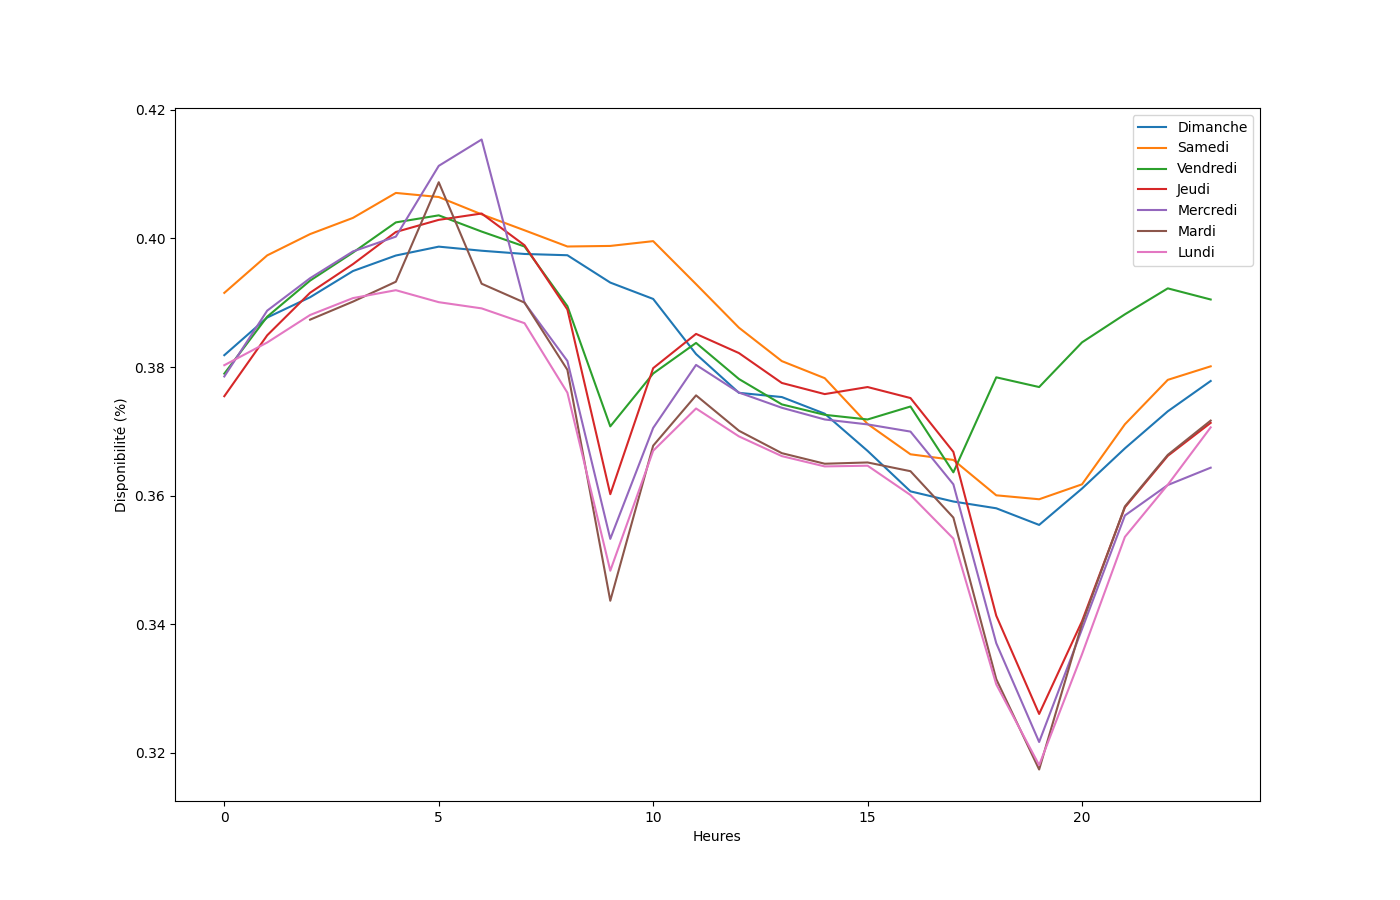 0.42
0.40
0.38
0.36
0.34
0.32
Disponibilité (%)
0
5
10
15
20
Heures
Dimanche
Samedi
Vendredi
Jeudi
Mercredi
Mardi
Lundi